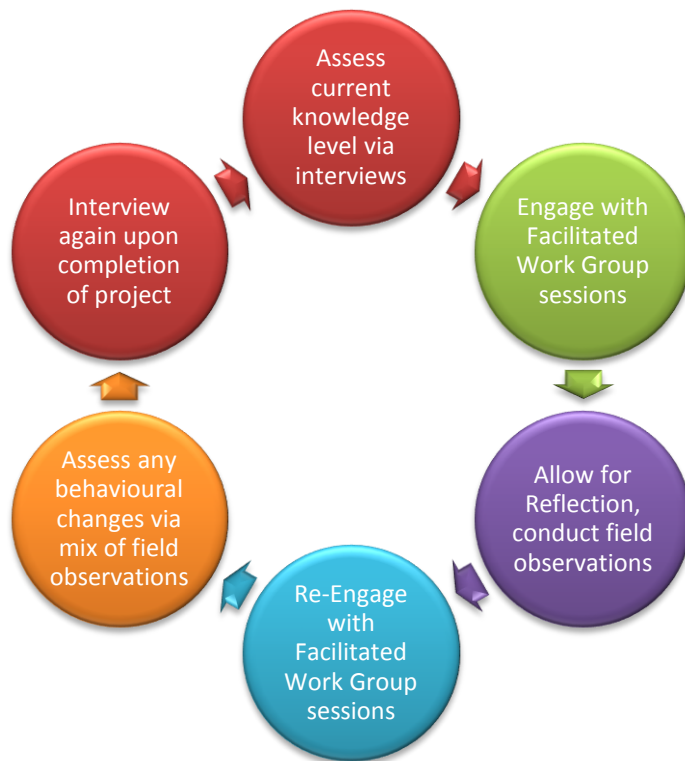 Assess
current
knowledge
level via
interviews
Engage with
Facilitated
Work Group
sessions
Allow for
Reflection,
conduct field
observations
Re-Engage
with
Facilitated
Work Group
sessions
Assess any
behavioural
changes via
mix of field
observations
Interview
again upon
completion
of project